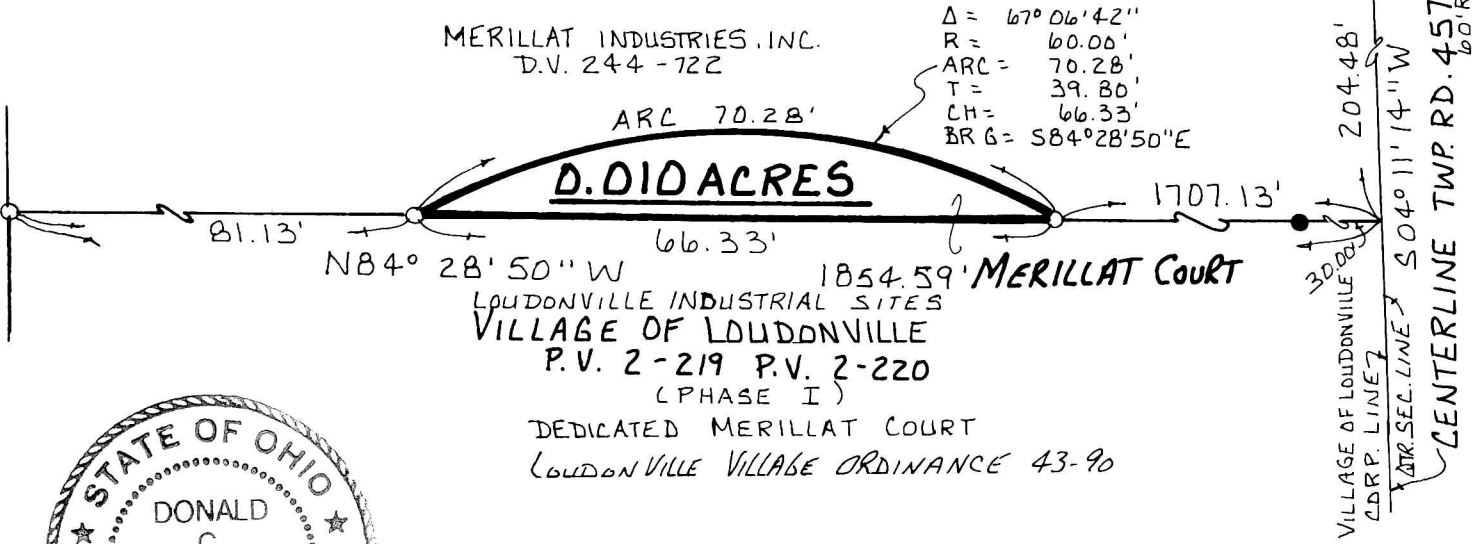 MERILLAT INDUSTRIES, INC.
D.V. 244-722
Δ = 67° 06' 42"
R = 60.00'
ARC = 70.28'
T = 39.80'
CH = 66.33'
BRG = S84°28'50"E
ARC 70.28'
0.010 ACRES
81.13'
66.33'
1707.13'
N84° 28' 50" W
1854.59'
MERILLAT COURT
30.00'
204.48'
S04°11'14"W
CENTERLINE TWP. RD. 457
60'R
LOUDONVILLE INDUSTRIAL SITES
VILLAGE OF LOUDONVILLE
P.V. 2-219 P.V. 2-220
(PHASE I)
DEDICATED MERILLAT COURT
LOUDONVILLE VILLAGE ORDINANCE 43-90
VILLAGE OF LOUDONVILLE
CORP. LINE
QTR. SEC. LINE
STATE OF OHIO
DONALD
C.